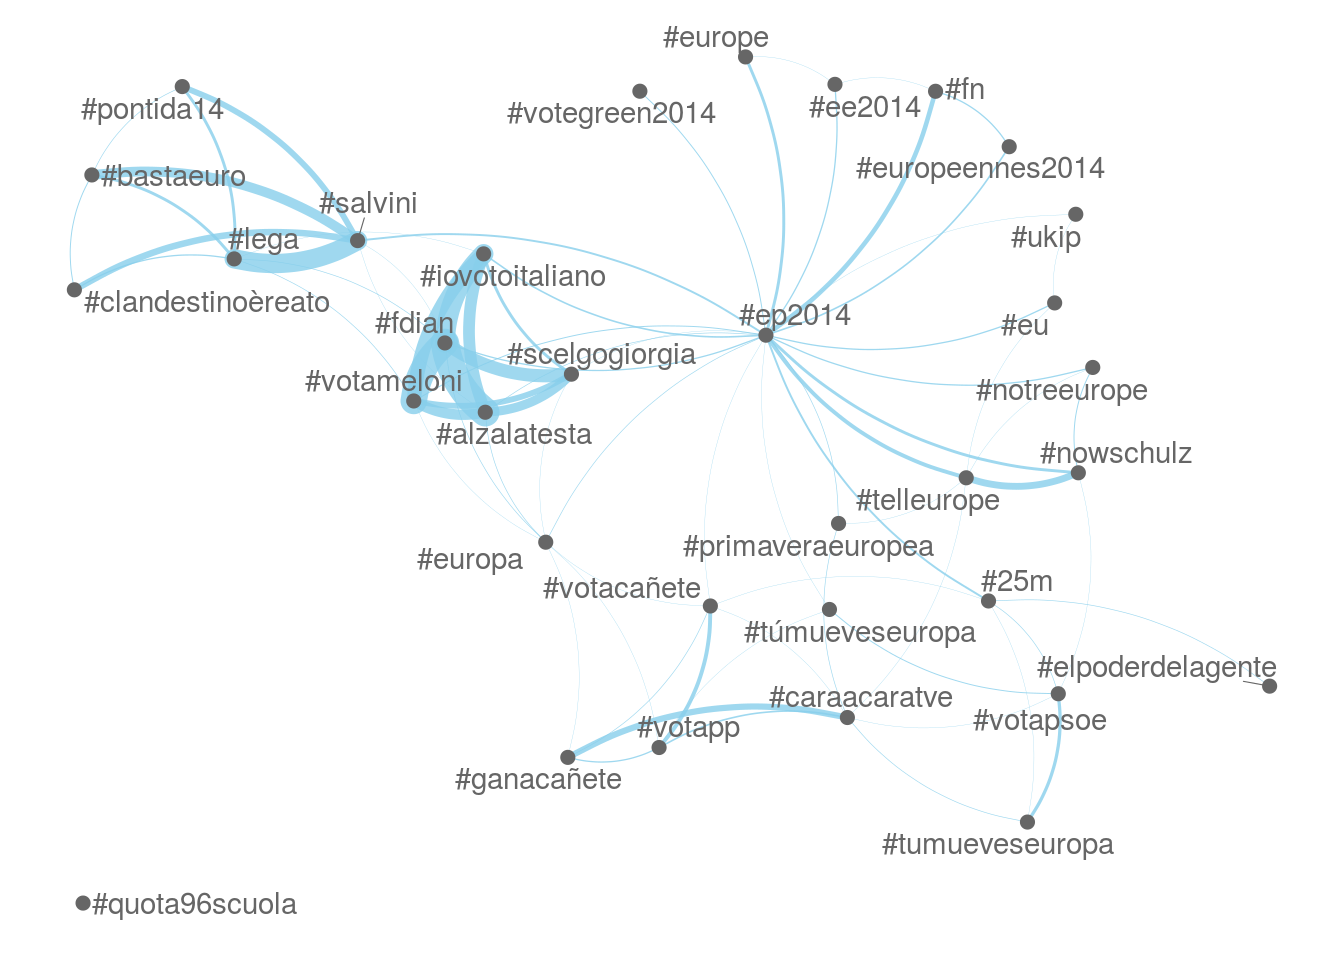 #europe
#fn
#pontida14
#votegreen2014
#ee2014
#europeennes2014
#bastaeuro
#salvini
#lega
#ukip
#iovotoitaliano
#clandestinoèreato
#fdian
#ep2014
#eu
#scelgogiorgia
#votameloni
#notreeurope
#alzalatesta
#nowschulz
#telleurope
#europa
#primaveraeuropea
#votacañete
#25m
#túmueveseuropa
#elpoderdelagente
#caraacaratve
#votapp
#votapsoe
#ganacañete
#tumueveseuropa
#quota96scuola